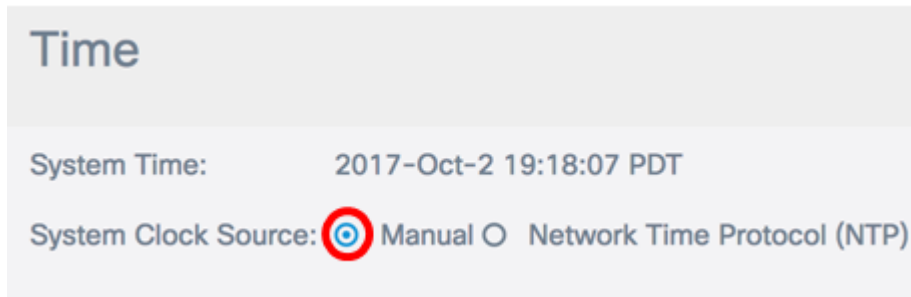 Time
System Time: 2017-Oct-2 19:18:07 PDT
System Clock Source: Manual Network Time Protocol (NTP)